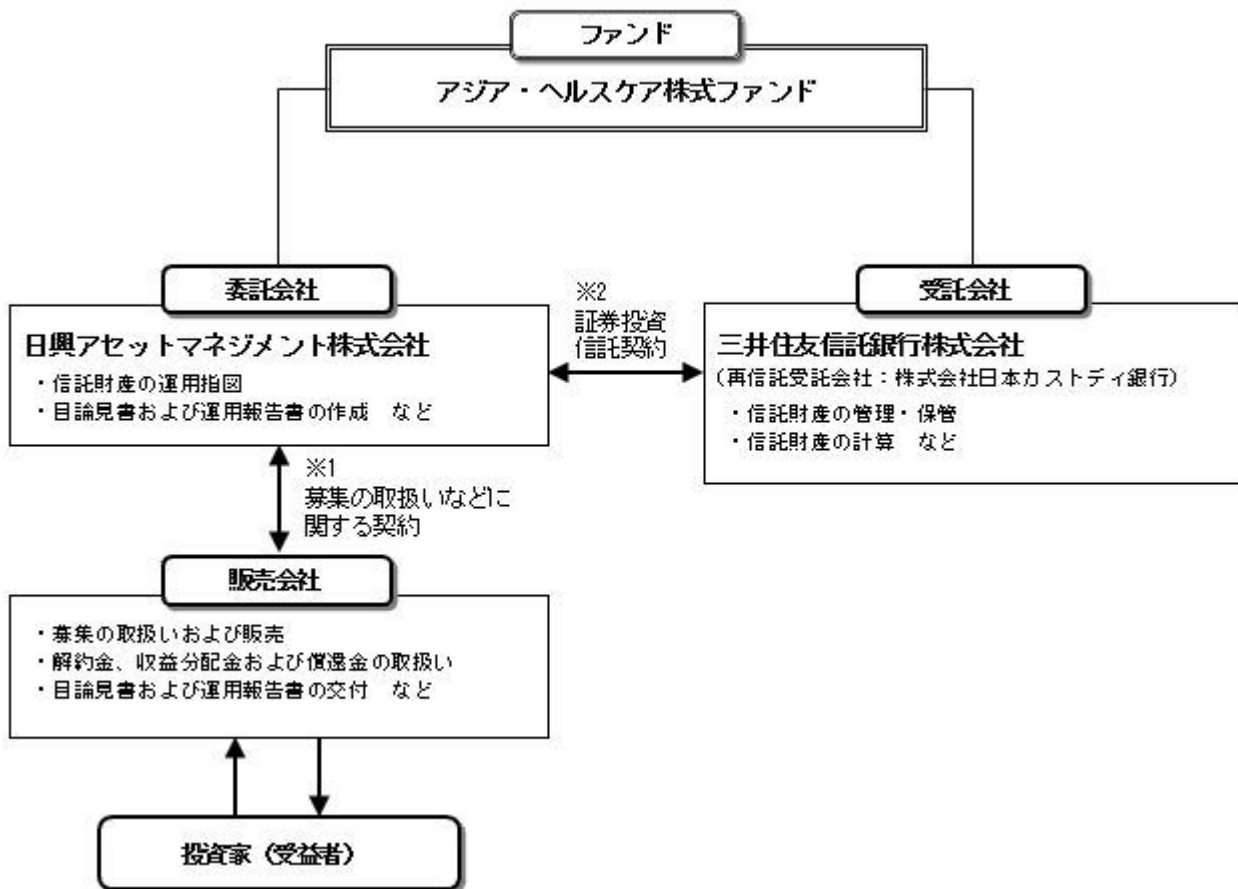 ファンド
アジア・ヘルスケア株式ファンド
委託会社
日興アセットマネジメント株式会社
・信託財産の運用指図
・目論見書および運用報告書の作成　など
※2
証券投資
信託契約
受託会社
三井住友信託銀行株式会社
(再信託受託会社：株式会社日本カストディ銀行)
・信託財産の管理・保管
・信託財産の計算　など
※1
募集の取扱いなどに
関する契約
販売会社
・募集の取扱いおよび販売
・解約金、収益分配金および償還金の取扱い
・目論見書および運用報告書の交付　など
投資家（受益者）